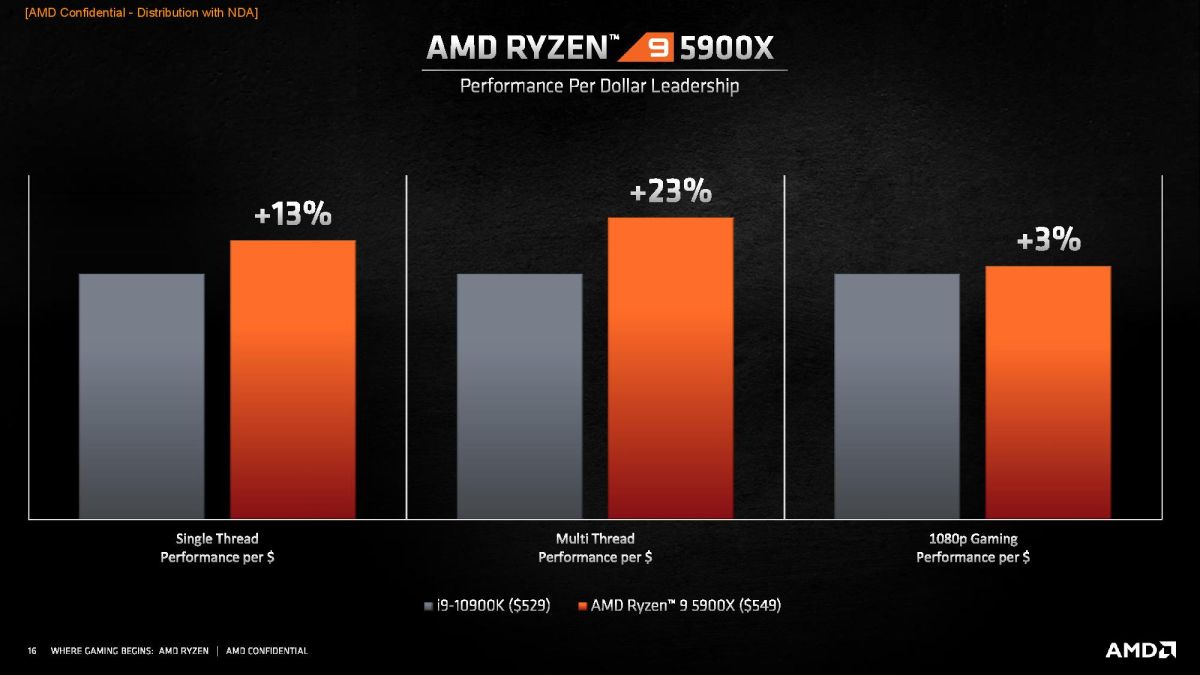 [AMD Confidential - Distribution with NDA]
AMD RYZEN™ 9 5900X
Performance Per Dollar Leadership
+13%
+23%
+3%
Single Thread
Performance per $
Multi Thread
Performance per $
1080p Gaming
Performance per $
i9-10900K ($529)
AMD Ryzen™ 9 5900X ($549)
16 WHERE GAMING BEGINS: AMD RYZEN | AMD CONFIDENTIAL
AMD